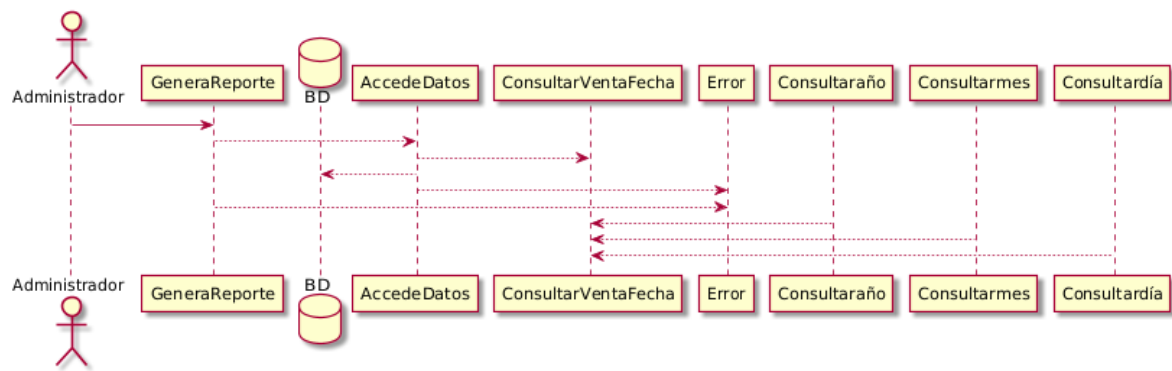 Administrador
GeneraReporte
BD
AccedeDatos
ConsultarVentaFecha
Error
Consultaraño
Consultarmes
Consultardía
Administrador
GeneraReporte
BD
AccedeDatos
ConsultarVentaFecha
Error
Consultaraño
Consultarmes
Consultardía